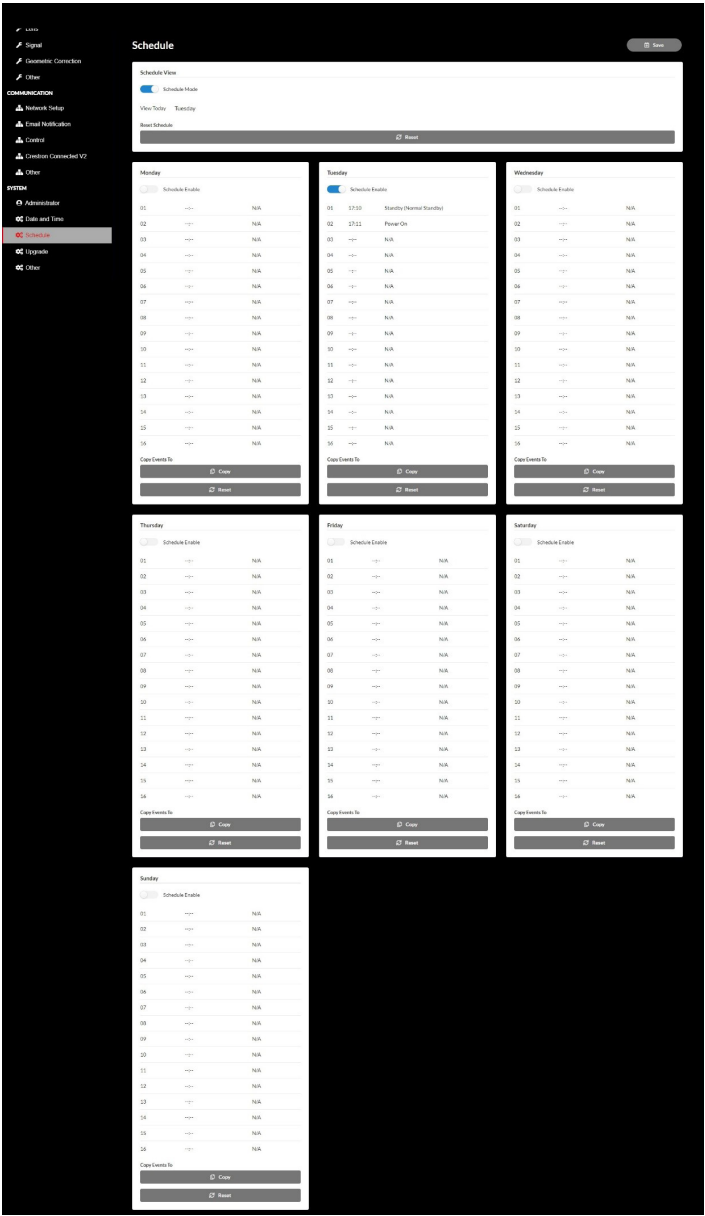 Signal
Geometric Correction
Other
COMMUNICATION
Network Setup
Email Notification
Control
Crestron Connected V2
Other
SYSTEM
Administrator
Date and Time
Schedule
Upgrade
Other
Schedule
Save
Schedule View
Schedule Mode
View Today Tuesday
Reset Schedule
Reset
Monday
Schedule Enable
01 --:-- N/A
02 --:-- N/A
03 --:-- N/A
04 --:-- N/A
05 --:-- N/A
06 --:-- N/A
07 --:-- N/A
08 --:-- N/A
09 --:-- N/A
10 --:-- N/A
11 --:-- N/A
12 --:-- N/A
13 --:-- N/A
14 --:-- N/A
15 --:-- N/A
16 --:-- N/A
Copy Events To
Copy
Reset
Tuesday
Schedule Enable
01 17:10 Standby (Normal Standby)
02 17:11 Power On
03 --:-- N/A
04 --:-- N/A
05 --:-- N/A
06 --:-- N/A
07 --:-- N/A
08 --:-- N/A
09 --:-- N/A
10 --:-- N/A
11 --:-- N/A
12 --:-- N/A
13 --:-- N/A
14 --:-- N/A
15 --:-- N/A
16 --:-- N/A
Copy Events To
Copy
Reset
Wednesday
Schedule Enable
01 --:-- N/A
02 --:-- N/A
03 --:-- N/A
04 --:-- N/A
05 --:-- N/A
06 --:-- N/A
07 --:-- N/A
08 --:-- N/A
09 --:-- N/A
10 --:-- N/A
11 --:-- N/A
12 --:-- N/A
13 --:-- N/A
14 --:-- N/A
15 --:-- N/A
16 --:-- N/A
Copy Events To
Copy
Reset
Thursday
Schedule Enable
01 --:-- N/A
02 --:-- N/A
03 --:-- N/A
04 --:-- N/A
05 --:-- N/A
06 --:-- N/A
07 --:-- N/A
08 --:-- N/A
09 --:-- N/A
10 --:-- N/A
11 --:-- N/A
12 --:-- N/A
13 --:-- N/A
14 --:-- N/A
15 --:-- N/A
16 --:-- N/A
Copy Events To
Copy
Reset
Friday
Schedule Enable
01 --:-- N/A
02 --:-- N/A
03 --:-- N/A
04 --:-- N/A
05 --:-- N/A
06 --:-- N/A
07 --:-- N/A
08 --:-- N/A
09 --:-- N/A
10 --:-- N/A
11 --:-- N/A
12 --:-- N/A
13 --:-- N/A
14 --:-- N/A
15 --:-- N/A
16 --:-- N/A
Copy Events To
Copy
Reset
Saturday
Schedule Enable
01 --:-- N/A
02 --:-- N/A
03 --:-- N/A
04 --:-- N/A
05 --:-- N/A
06 --:-- N/A
07 --:-- N/A
08 --:-- N/A
09 --:-- N/A
10 --:-- N/A
11 --:-- N/A
12 --:-- N/A
13 --:-- N/A
14 --:-- N/A
15 --:-- N/A
16 --:-- N/A
Copy Events To
Copy
Reset
Sunday
Schedule Enable
01 --:-- N/A
02 --:-- N/A
03 --:-- N/A
04 --:-- N/A
05 --:-- N/A
06 --:-- N/A
07 --:-- N/A
08 --:-- N/A
09 --:-- N/A
10 --:-- N/A
11 --:-- N/A
12 --:-- N/A
13 --:-- N/A
14 --:-- N/A
15 --:-- N/A
16 --:-- N/A
Copy Events To
Copy
Reset